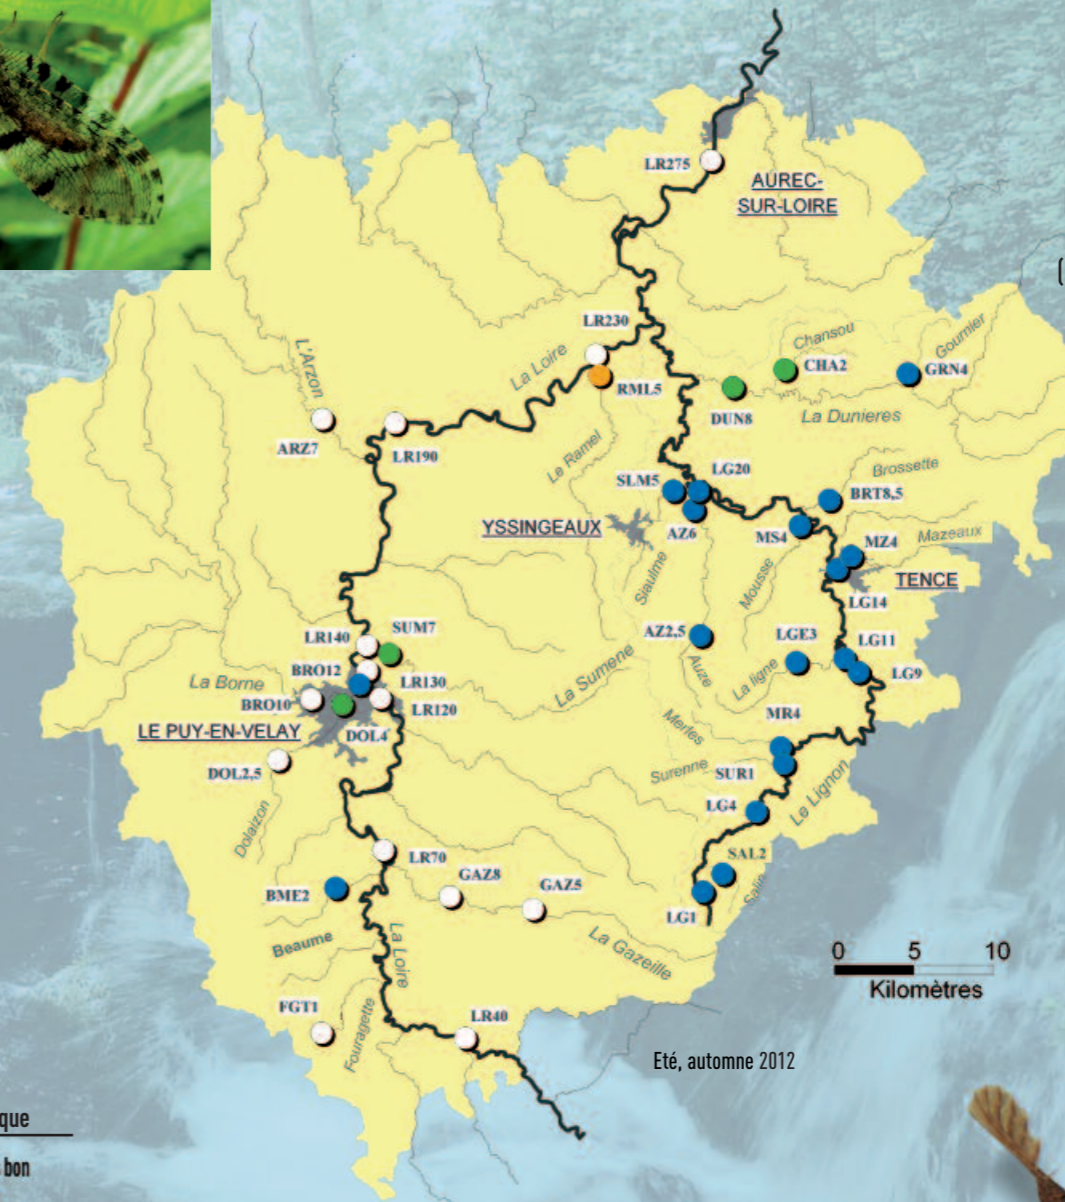 LR275
AUREC-
SUR-LOIRE
(
LR230
La Loire
RML5
Chansou
CHA2
Gournier
GRN4
DUN8
La Dunieres
L'Arzon
ARZ7
LR190
Le Ramel
SLM5
LG20
Brossette
BRT8,5
YSSINGEAUX
AZ6
MS4
MZ4
Mazeaux
TENCE
Siaulme
Mousse
LG14
LR140
SUM7
AZ2,5
LGE3
LG11
BRO12
LR130
La Borne
BRO10
LR120
La Sumene
Auze
La ligne
LG9
LE PUY-EN-VELAY
DOL4
Merfes
MR4
DOL2,5
Surenne
SUR1
Le Lignon
Dolaizon
LG4
LR70
SAL2
BME2
GAZ8
GAZ5
LG1
Salin
Beaume
La Loire
La Gazeille
0 5 10
Kilomètres
FGT1
Fouragette
LR40
Eté, automne 2012
que
bon